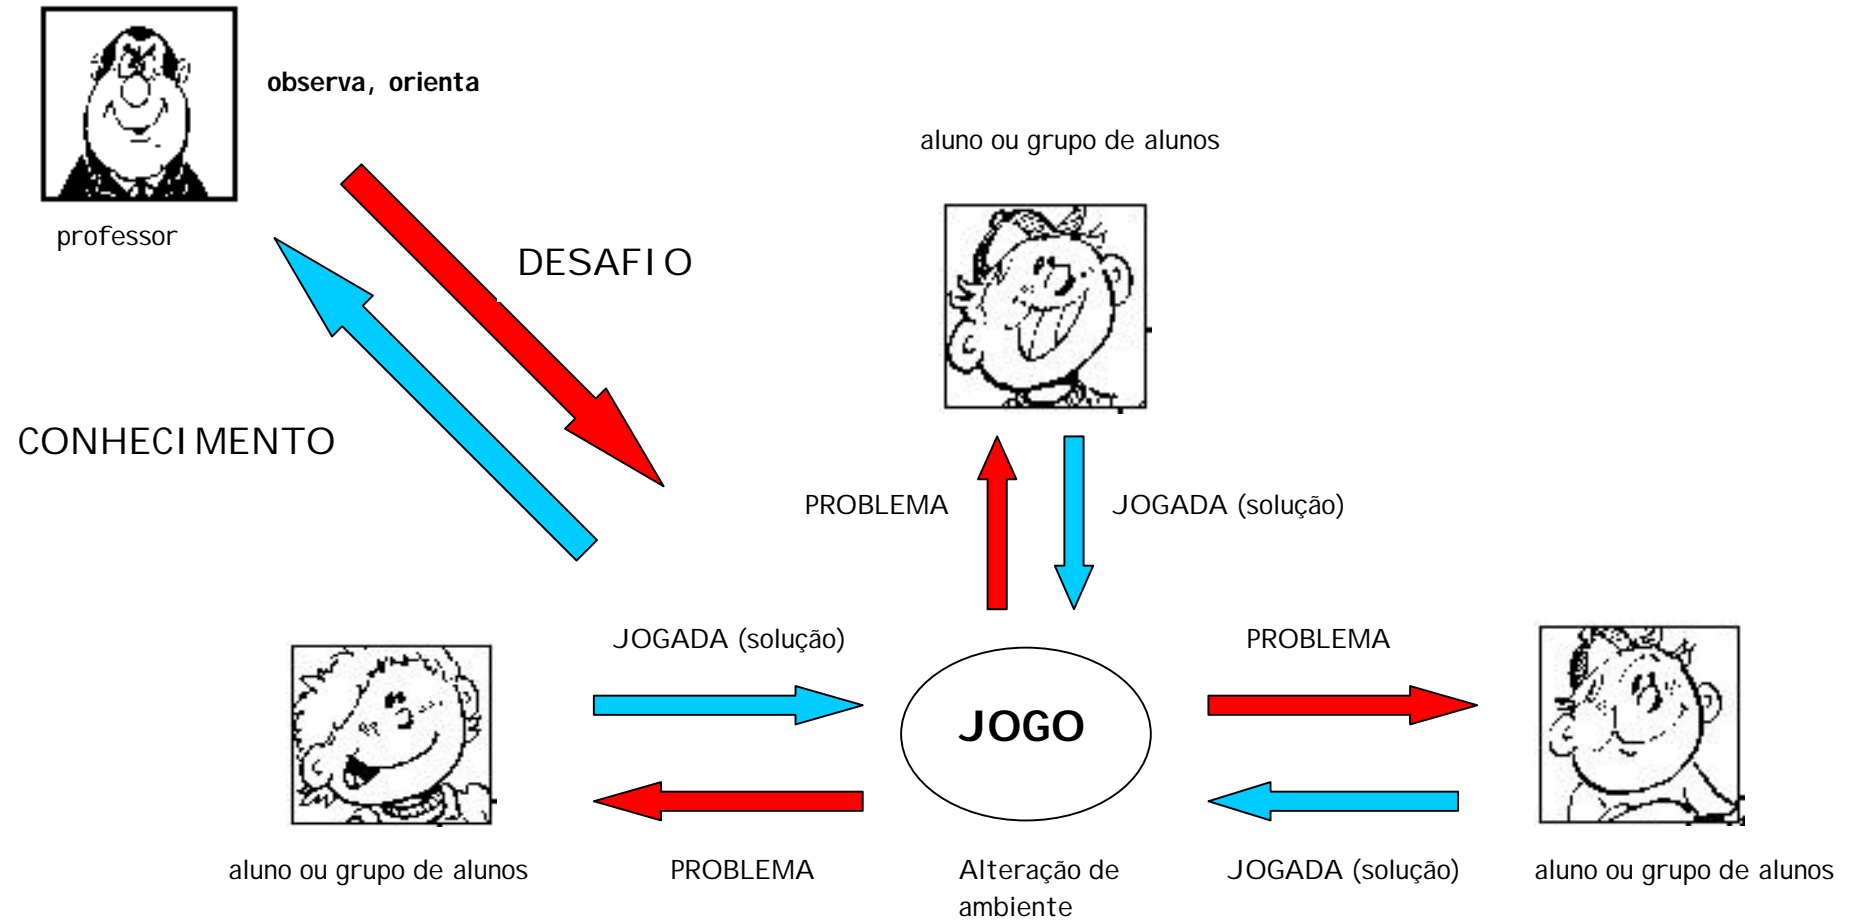 observa, orienta
aluno ou grupo de alunos
professor
DESAFIO
CONHECIMENTO
PROBLEMA
JOGADA (solução)
JOGADA (solução)
PROBLEMA
JOGO
aluno ou grupo de alunos
PROBLEMA
Alteração de
ambiente
JOGADA (solução)
aluno ou grupo de alunos